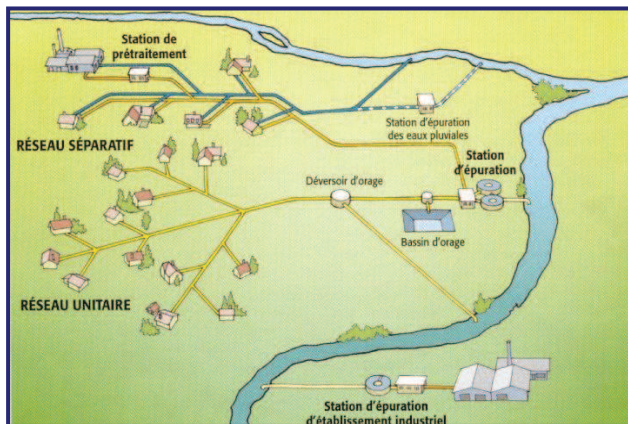 Station de
prétraitement
RÉSEAU SÉPARATIF
Station d'épuration
des eaux pluviales
Station
d'épuration
Déversoir d'orage
Bassin d'orage
RÉSEAU UNITAIRE
Station d'épuration
d'établissement industriel